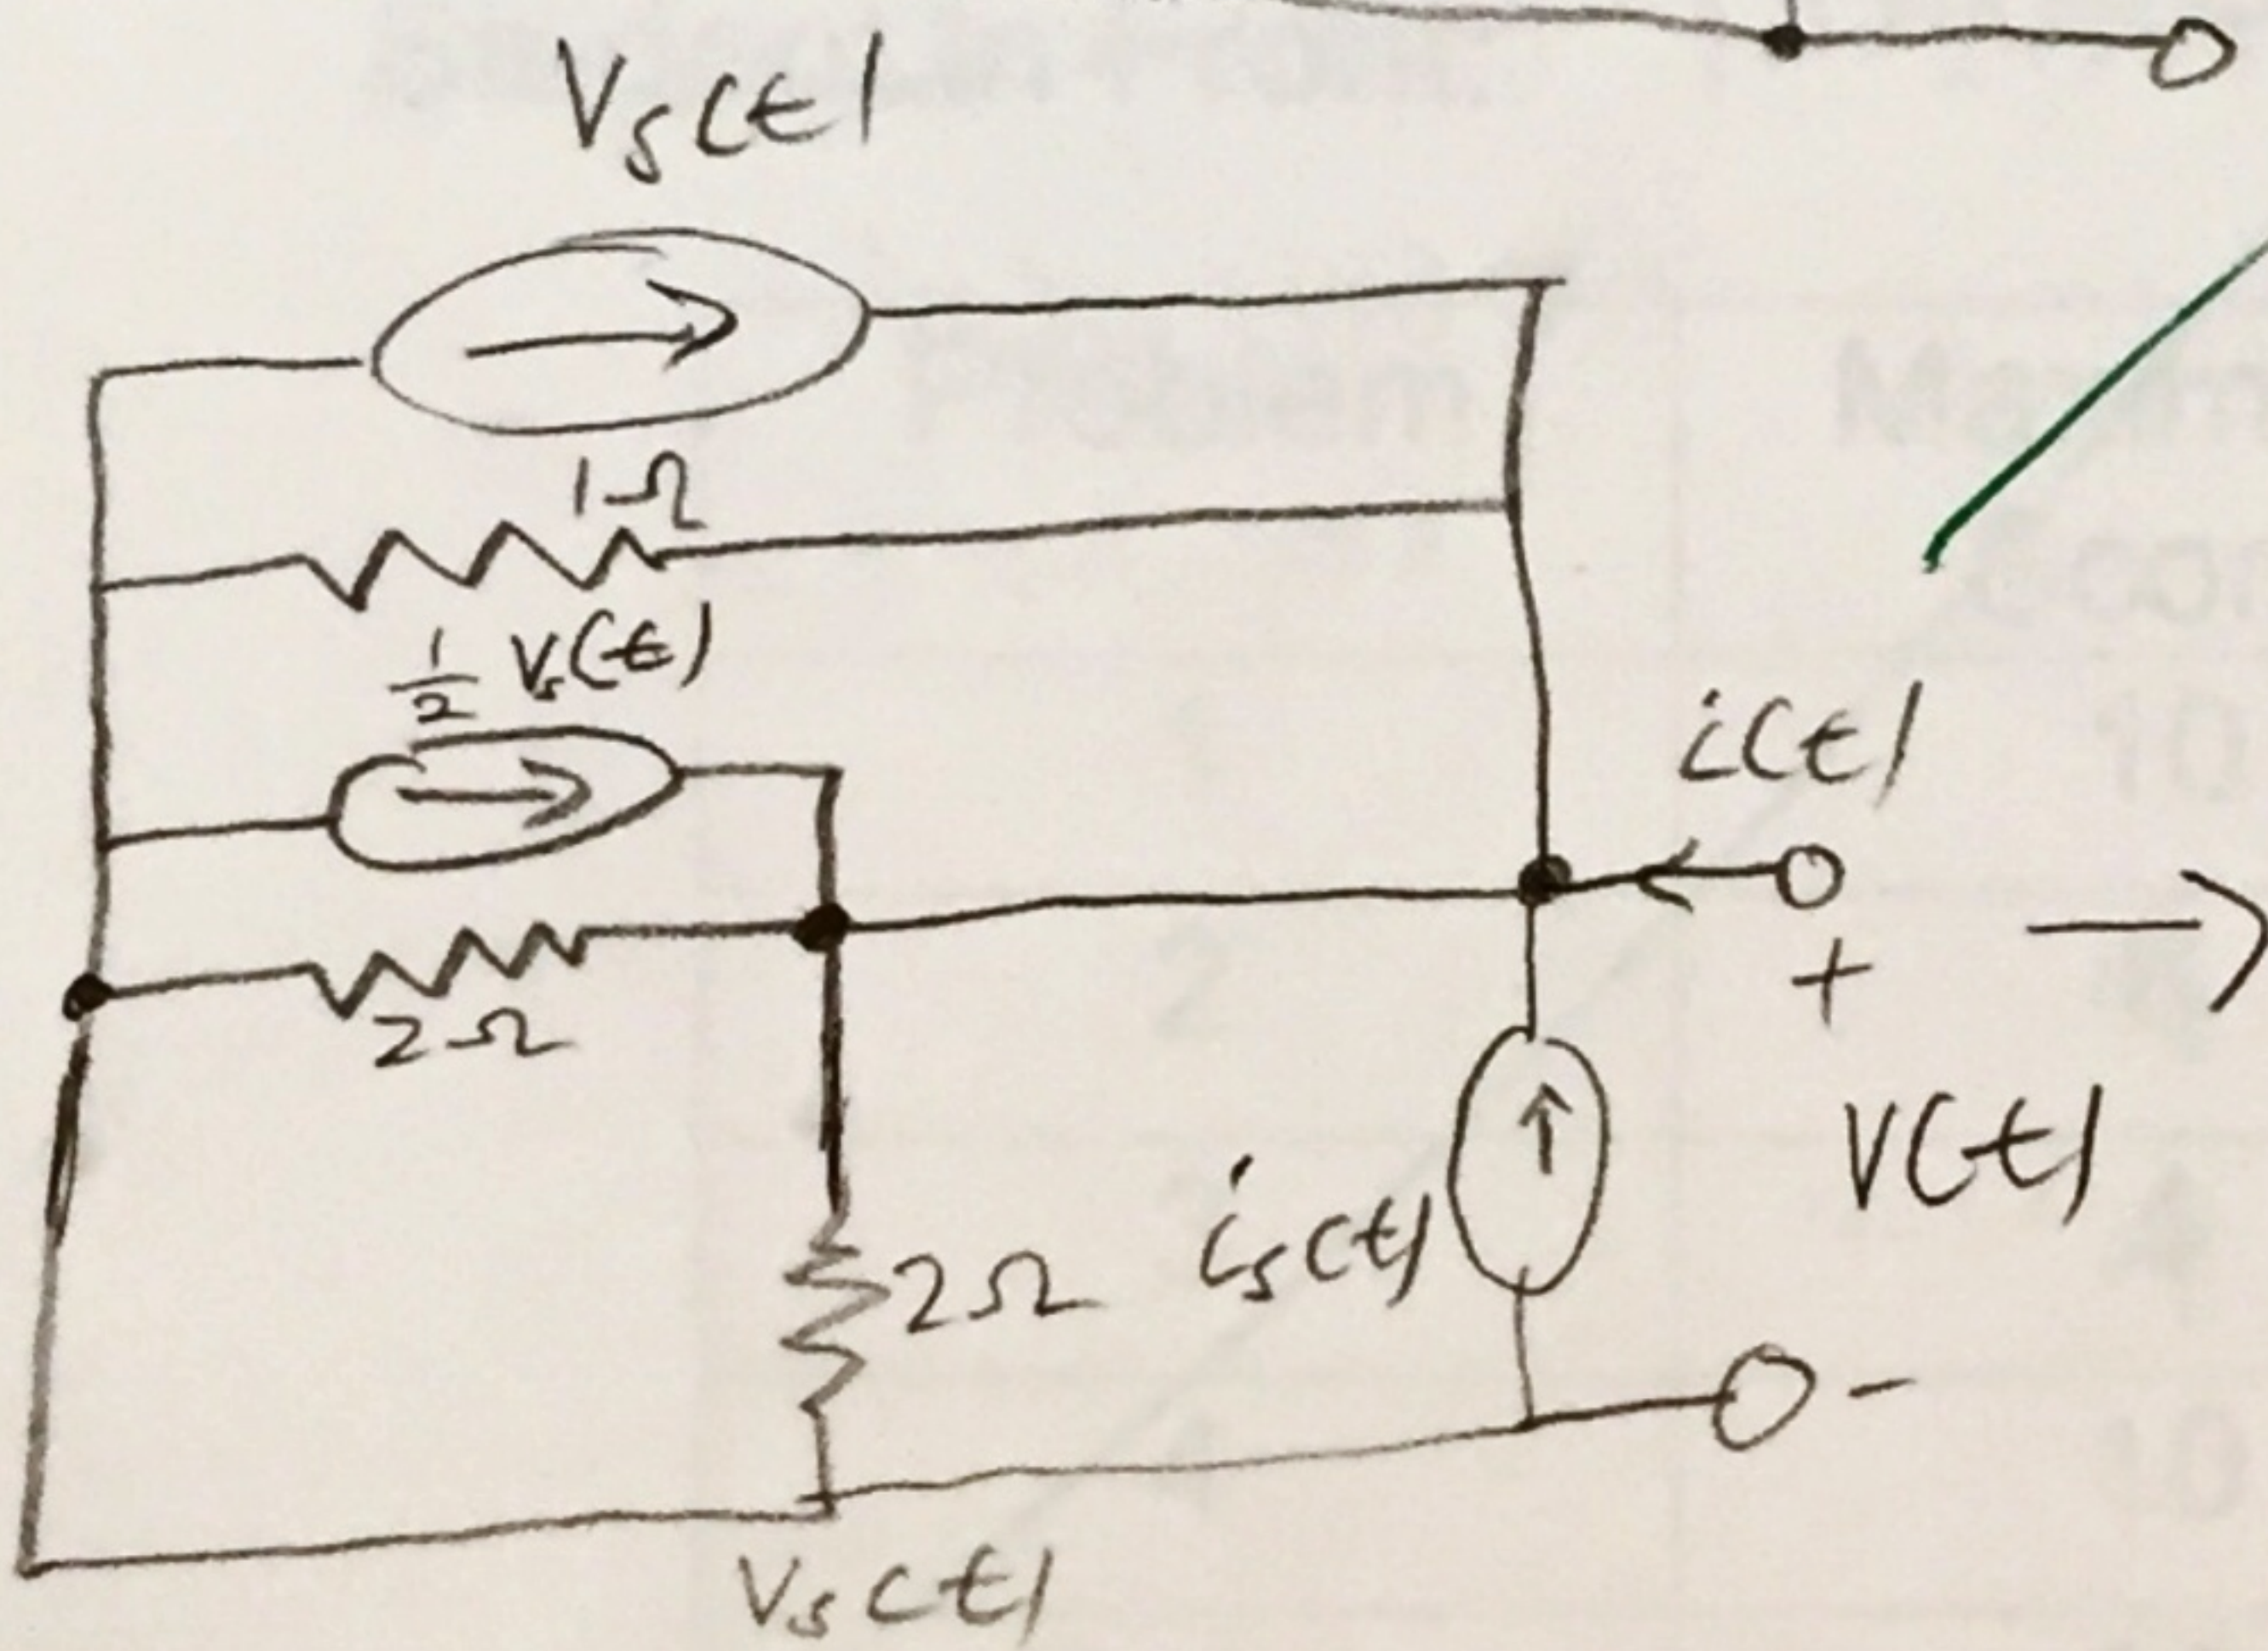 Vs(t)
1Ω
1/2 Vs(t)
i(t)
2Ω
+
V(t)
is(t)
2Ω
-
Vs(t)